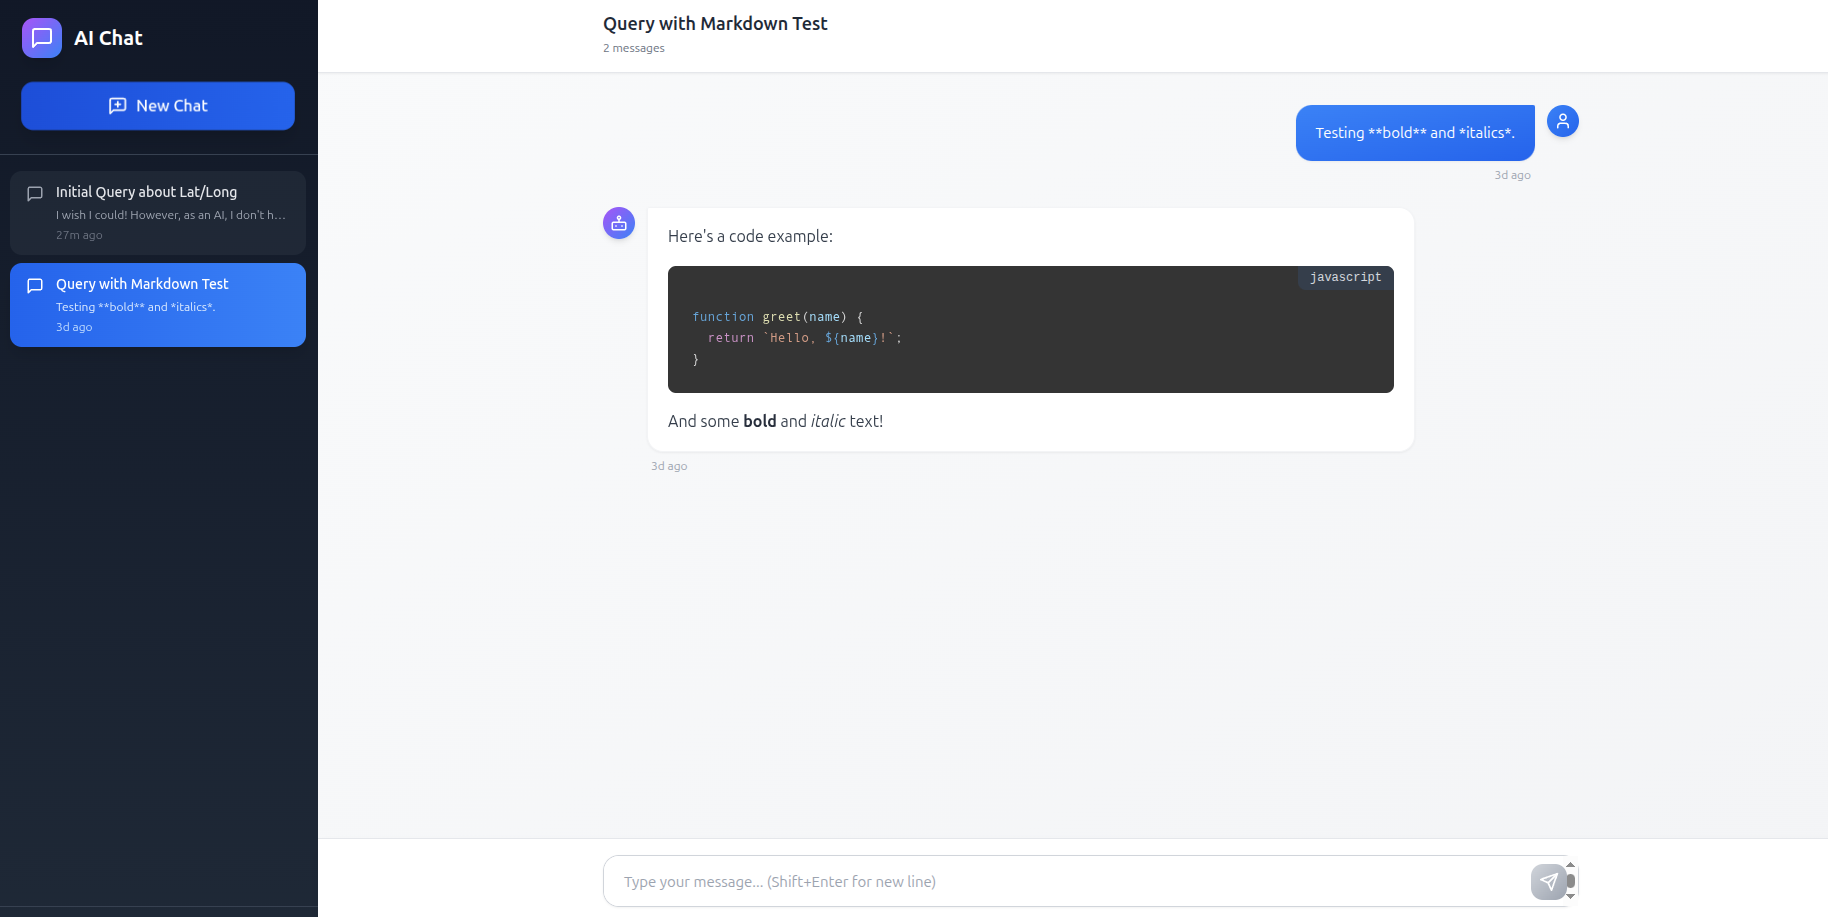 AI Chat
New Chat
Initial Query about Lat/Long
I wish I could! However, as an AI, I don't h...
27m ago
Query with Markdown Test
Testing **bold** and *italics*.
3d ago
Query with Markdown Test
2 messages
Testing **bold** and *italics*.
3d ago
Here's a code example:
javascript
function greet(name) {
  return `Hello, ${name}!`;
}
And some bold and italic text!
3d ago
Type your message... (Shift+Enter for new line)